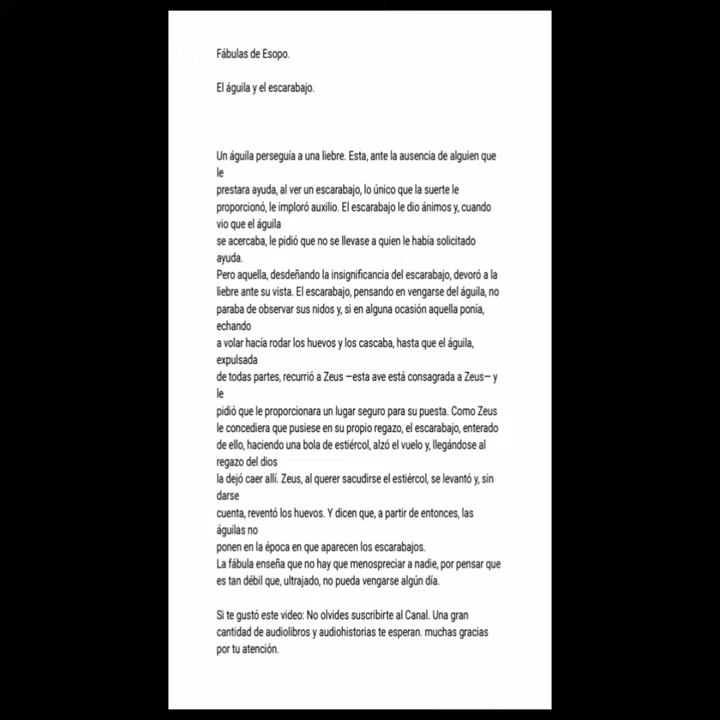 Fábulas de Esopo.
El águila y el escarabajo.
Un águila perseguía a una liebre. Esta, ante la ausencia de alguien que
le
prestara ayuda, al ver un escarabajo, lo único que la suerte le
proporcionó, le imploró auxilio. El escarabajo le dio ánimos y, cuando
vio que el águila
se acercaba, le pidió que no se llevase a quien le había solicitado
ayuda.
Pero aquella, desdeñando la insignificancia del escarabajo, devoró a la
liebre ante su vista. El escarabajo, pensando en vengarse del águila, no
paraba de observar sus nidos y, si en alguna ocasión aquella ponía,
echando
a volar hacía rodar los huevos y los cascaba, hasta que el águila,
expulsada
de todas partes, recurrió a Zeus —esta ave está consagrada a Zeus— y
le
pidió que le proporcionara un lugar seguro para su puesta. Como Zeus
le concediera que pusiese en su propio regazo, el escarabajo, enterado
de ello, haciendo una bola de estiércol, alzó el vuelo y, llegándose al
regazo del dios
la dejó caer allí. Zeus, al querer sacudirse el estiércol, se levantó y, sin
darse
cuenta, reventó los huevos. Y dicen que, a partir de entonces, las
águilas no
ponen en la época en que aparecen los escarabajos.
La fábula enseña que no hay que menospreciar a nadie, por pensar que
es tan débil que, ultrajado, no pueda vengarse algún día.
Si te gustó este video: No olvides suscribirte al Canal. Una gran
cantidad de audiolibros y audiohistorias te esperan. muchas gracias
por tu atención.